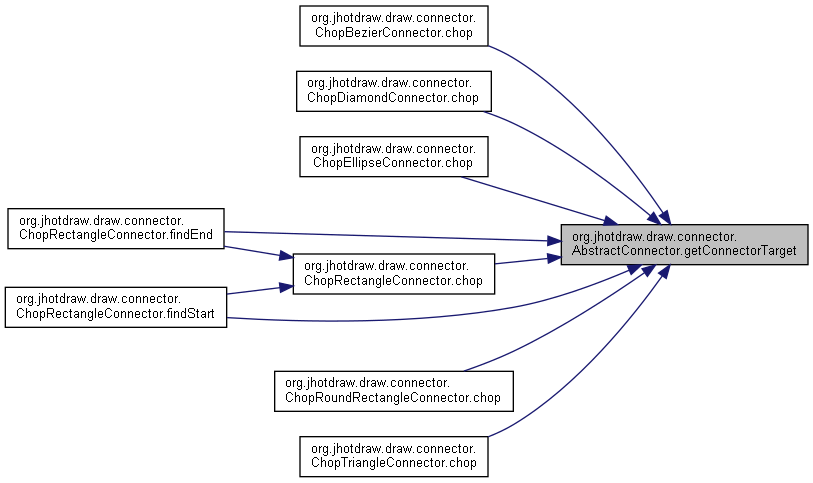 org.jhotdraw.draw.connector.
ChopBezierConnector.chop
org.jhotdraw.draw.connector.
ChopDiamondConnector.chop
org.jhotdraw.draw.connector.
ChopEllipseConnector.chop
org.jhotdraw.draw.connector.
ChopRectangleConnector.findEnd
org.jhotdraw.draw.connector.
AbstractConnector.getConnectorTarget
org.jhotdraw.draw.connector.
ChopRectangleConnector.chop
org.jhotdraw.draw.connector.
ChopRectangleConnector.findStart
org.jhotdraw.draw.connector.
ChopRoundRectangleConnector.chop
org.jhotdraw.draw.connector.
ChopTriangleConnector.chop